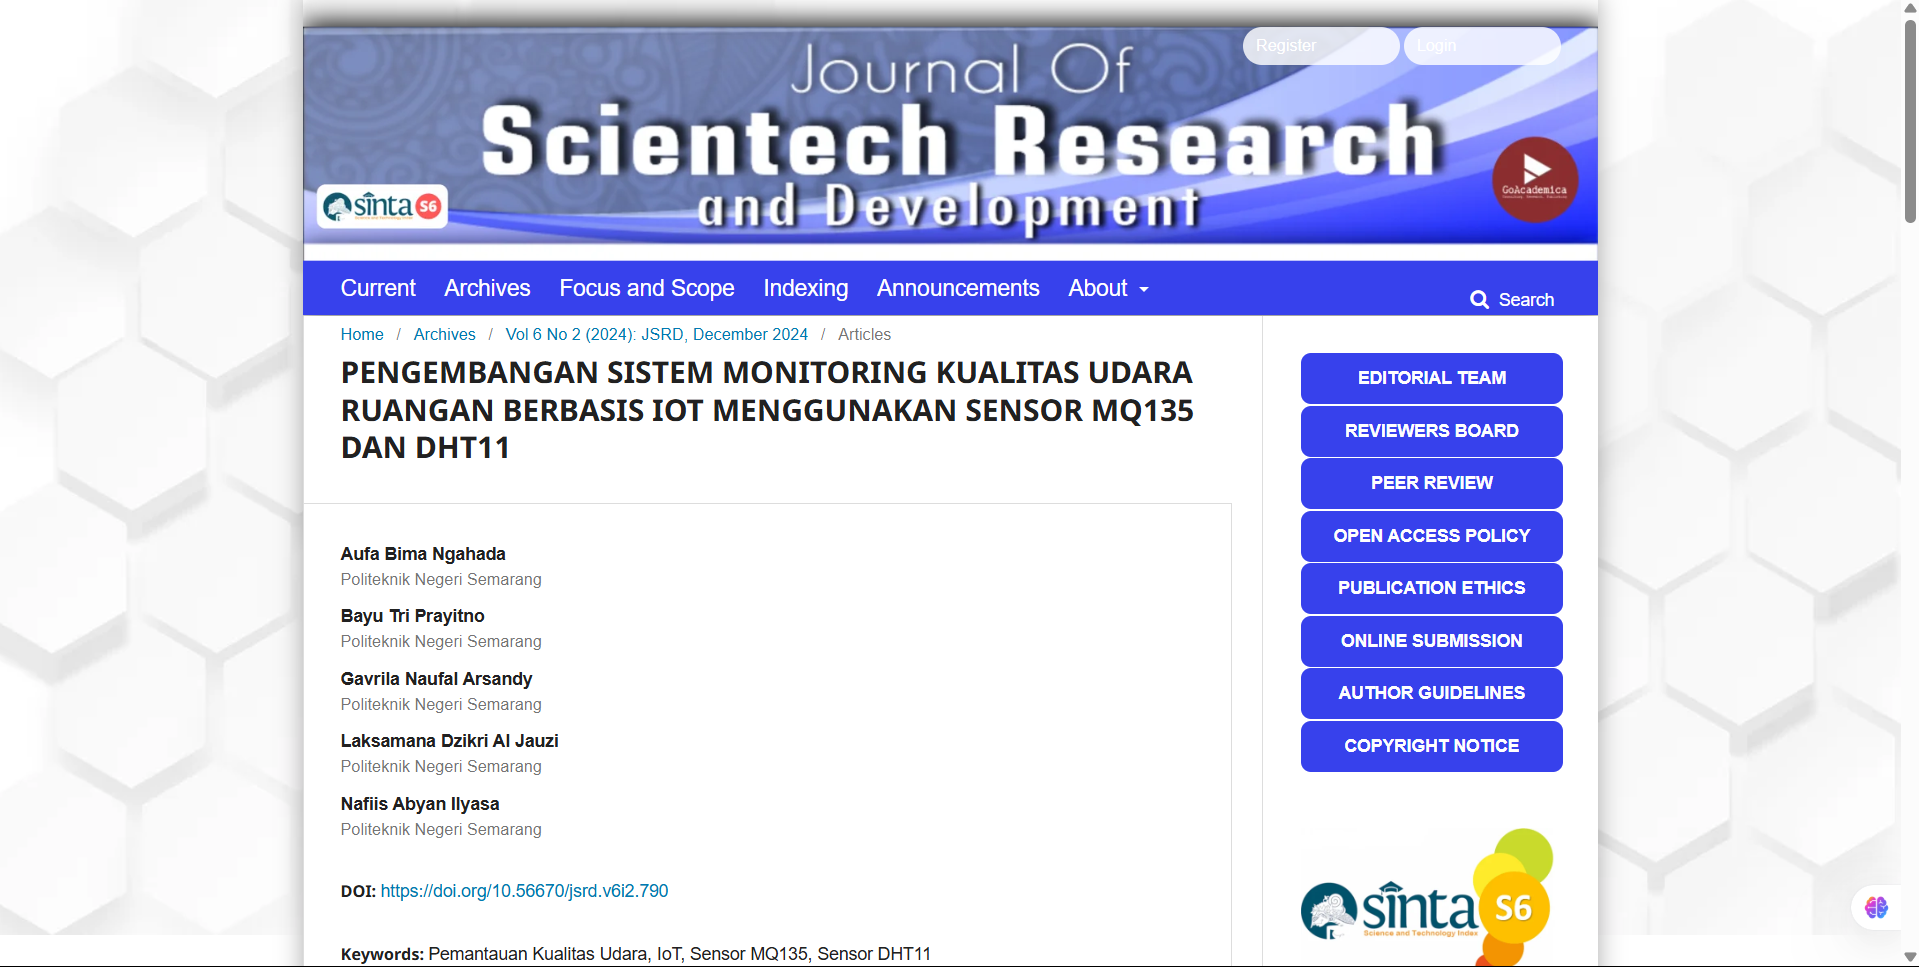 Register
Login
Journal Of
Scientech Research
and Development
sinta S6
Science and Technology Index
GoAcademica
Current
Archives
Focus and Scope
Indexing
Announcements
About
Search
Home / Archives / Vol 6 No 2 (2024): JSRD, December 2024 / Articles
PENGEMBANGAN SISTEM MONITORING KUALITAS UDARA
RUANGAN BERBASIS IOT MENGGUNAKAN SENSOR MQ135
DAN DHT11
Aufa Bima Ngahada
Politeknik Negeri Semarang
Bayu Tri Prayitno
Politeknik Negeri Semarang
Gavrila Naufal Arsandy
Politeknik Negeri Semarang
Laksamana Dzikri Al Jauzi
Politeknik Negeri Semarang
Nafiis Abyan Ilyasa
Politeknik Negeri Semarang
DOI: https://doi.org/10.56670/jsrd.v6i2.790
Keywords: Pemantauan Kualitas Udara, IoT, Sensor MQ135, Sensor DHT11
EDITORIAL TEAM
REVIEWERS BOARD
PEER REVIEW
OPEN ACCESS POLICY
PUBLICATION ETHICS
ONLINE SUBMISSION
AUTHOR GUIDELINES
COPYRIGHT NOTICE
sinta S6
Science and Technology Index